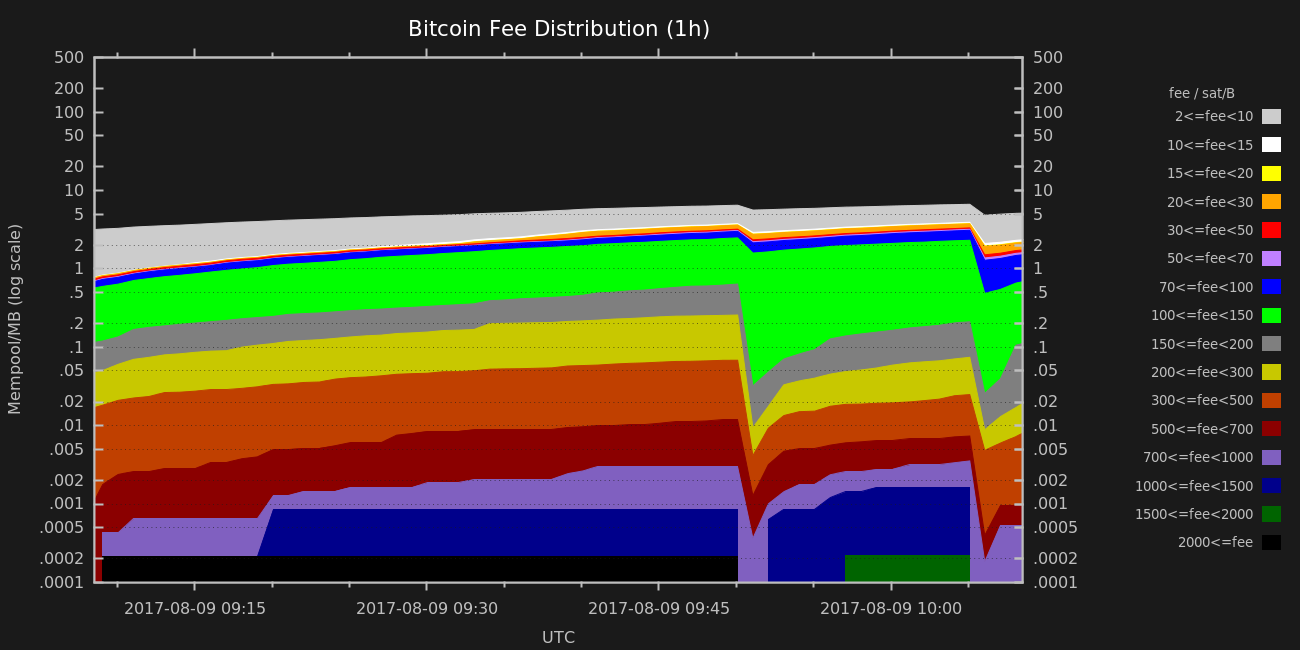 Bitcoin Fee Distribution (1h)
Mempool/MB (log scale)
500
200
100
50
20
10
5
2
1
.5
.2
.1
.05
.02
.01
.005
.002
.001
.0005
.0002
.0001
500
200
100
50
20
10
5
2
1
.5
.2
.1
.05
.02
.01
.005
.002
.001
.0005
.0002
.0001
2017-08-09 09:15
2017-08-09 09:30
2017-08-09 09:45
2017-08-09 10:00
UTC
fee / sat/B
2<=fee<10
10<=fee<15
15<=fee<20
20<=fee<30
30<=fee<50
50<=fee<70
70<=fee<100
100<=fee<150
150<=fee<200
200<=fee<300
300<=fee<500
500<=fee<700
700<=fee<1000
1000<=fee<1500
1500<=fee<2000
2000<=fee